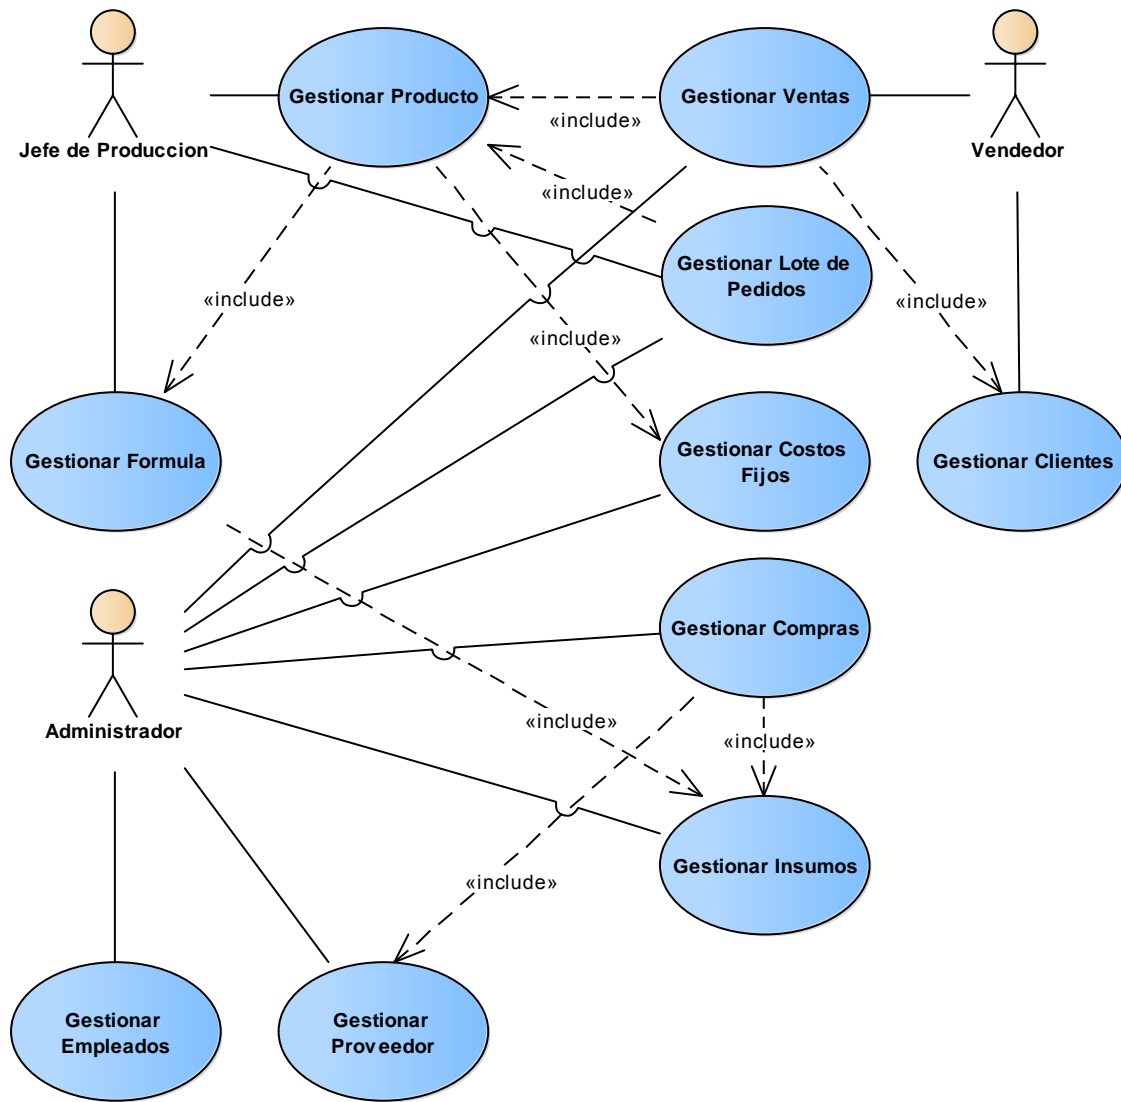 Gestionar Producto
Gestionar Ventas
«include»
Jefe de Produccion
Vendedor
«include»
Gestionar Lote de
Pedidos
«include»
«include»
«include»
Gestionar Formula
Gestionar Costos
Fijos
Gestionar Clientes
Gestionar Compras
Administrador
«include»
«include»
Gestionar Insumos
«include»
Gestionar
Empleados
Gestionar
Proveedor